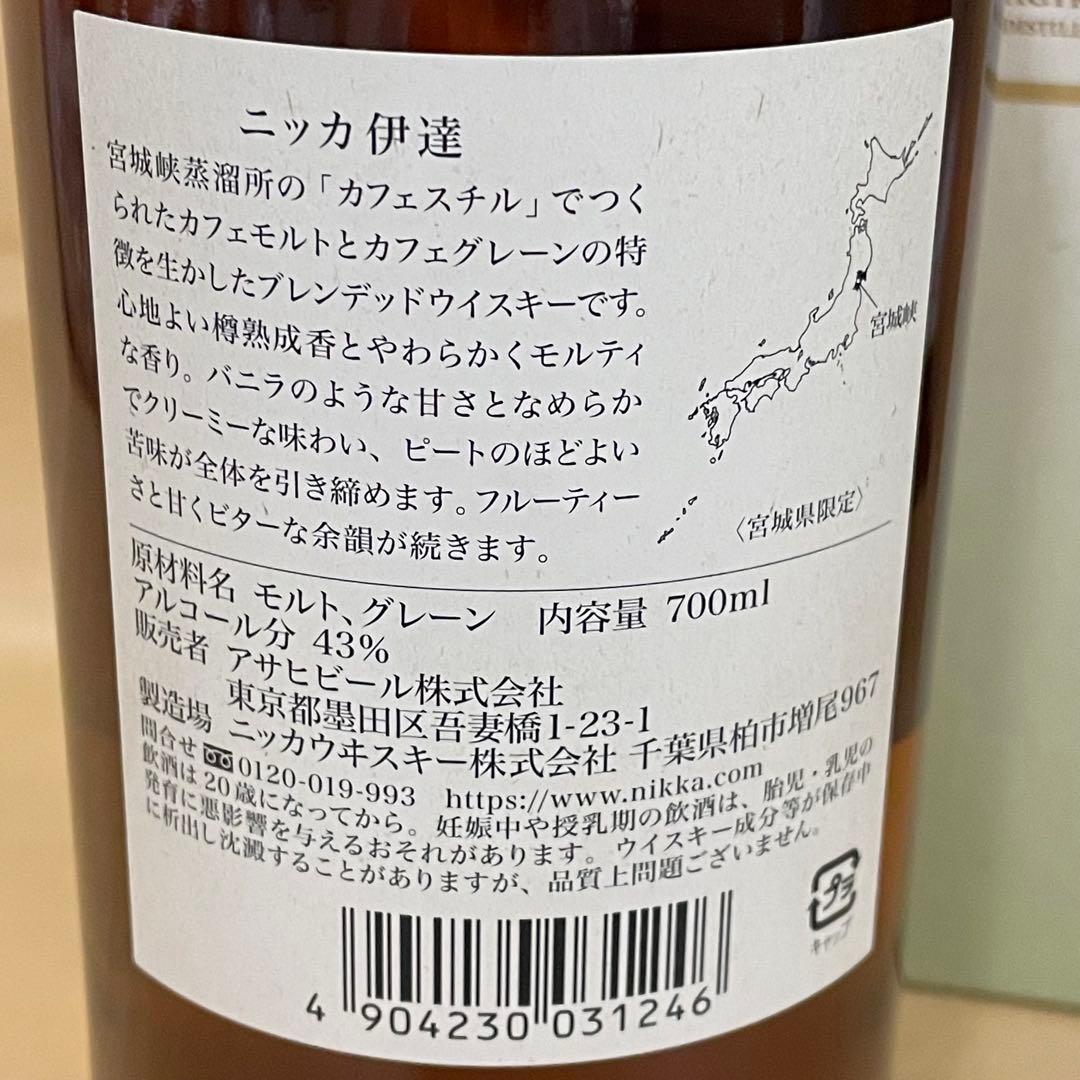 ニッカ伊達
宮城峡蒸溜所の「カフェスチル」でつく
られたカフェモルトとカフェグレーンの特
徴を生かしたブレンデッドウイスキーです。
心地よい樽熟成香とやわらかくモルティ
な香り。バニラのような甘さとなめらか
でクリーミーな味わい、ピートのほどよい
苦味が全体を引き締めます。フルーティー
さと甘くビターな余韻が続きます。
宮城峡
〈宮城県限定〉
原材料名 モルト、グレーン 内容量 700ml
アルコール分 43%
販売者 アサヒビール株式会社
東京都墨田区吾妻橋1-23-1
製造場 ニッカウヰスキー株式会社 千葉県柏市増尾967
問合せ 0120-019-993 https://www.nikka.com
飲酒は20歳になってから。妊娠中や授乳期の飲酒は、胎児・乳児の
発育に悪影響を与えるおそれがあります。ウイスキー成分等が保存中
に析出し沈澱することがありますが、品質上問題ございません。
プラ
キャップ
4 904230 031246